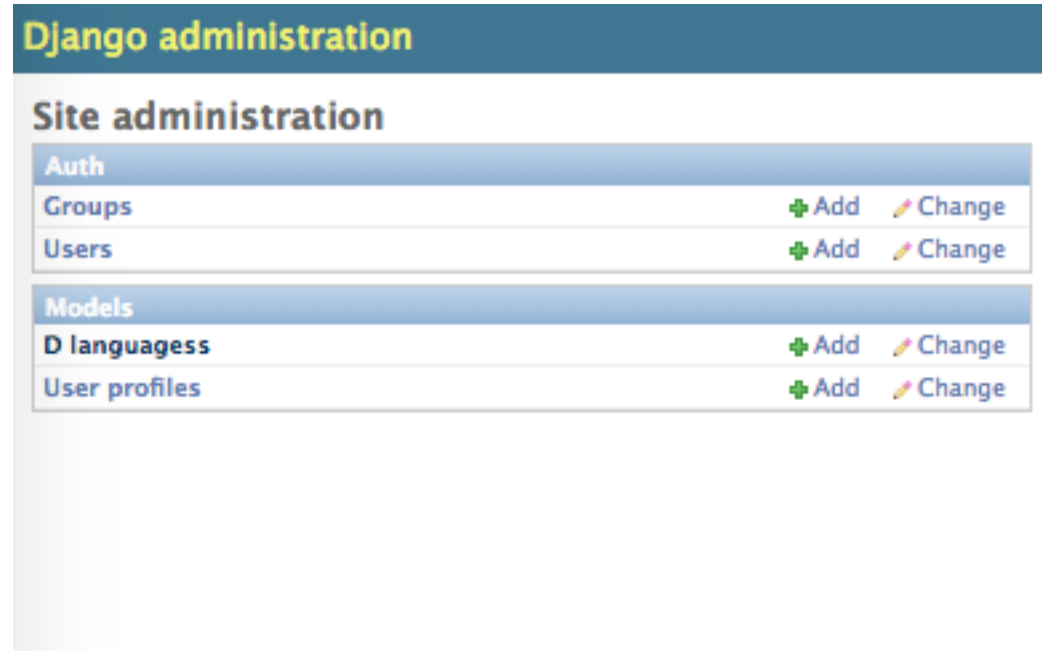 Django administration
Site administration
Auth
Groups Add Change
Users Add Change
Models
D languagess Add Change
User profiles Add Change